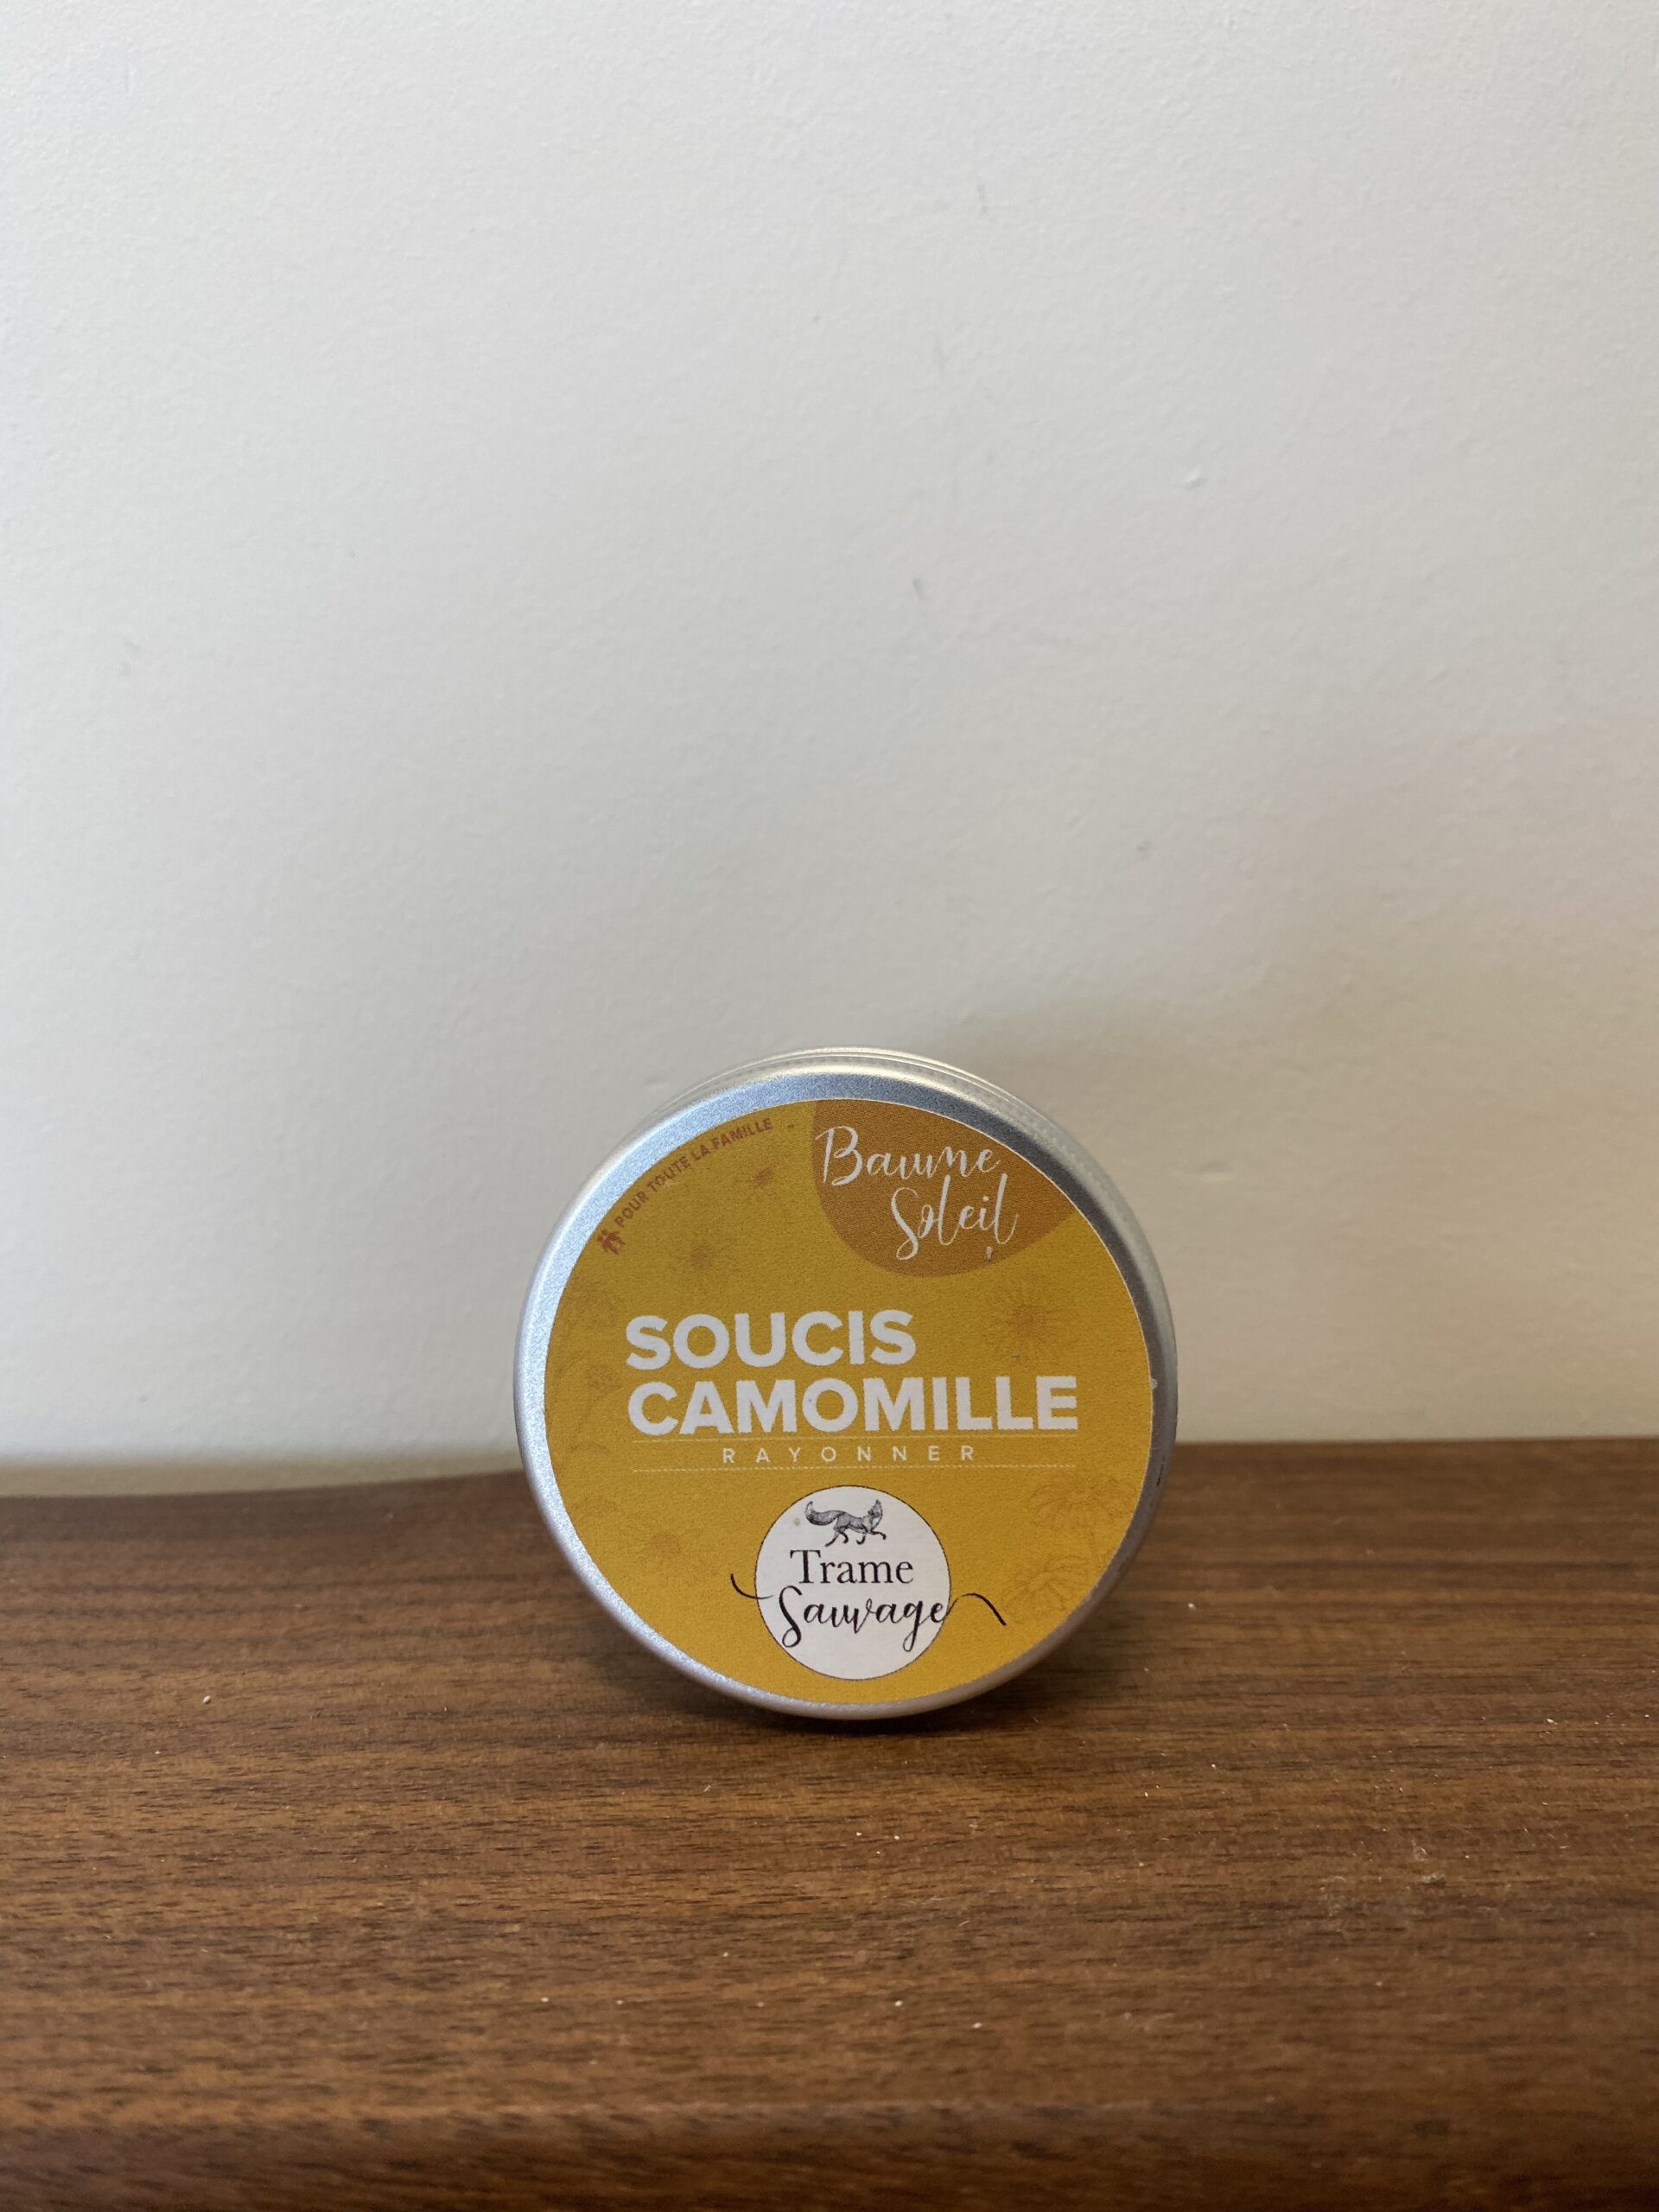 POUR TOUTE LA FAMILLE
Baume
Soleil
SOUCIS
CAMOMILLE
RAYONNER
Trame
Sauvage